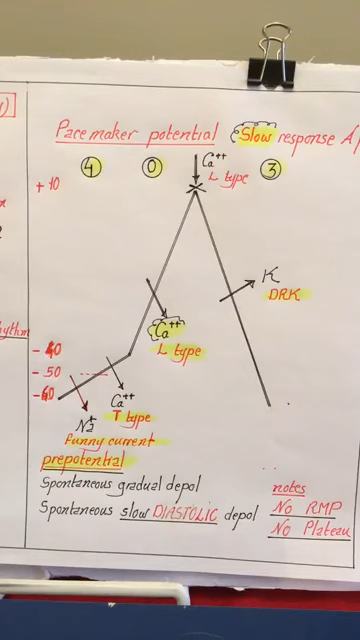 Pacemaker potential Slow response A
4 0 Ca++ 3
L type
+10
K
DRK
Ca++
L type
- 40
- 50
- 60
Ca++
T type
Na+
Funny current
prepotential
Spontaneous gradual depol
Spontaneous slow DIASTOLIC depol
notes
No RMP
No Plateau